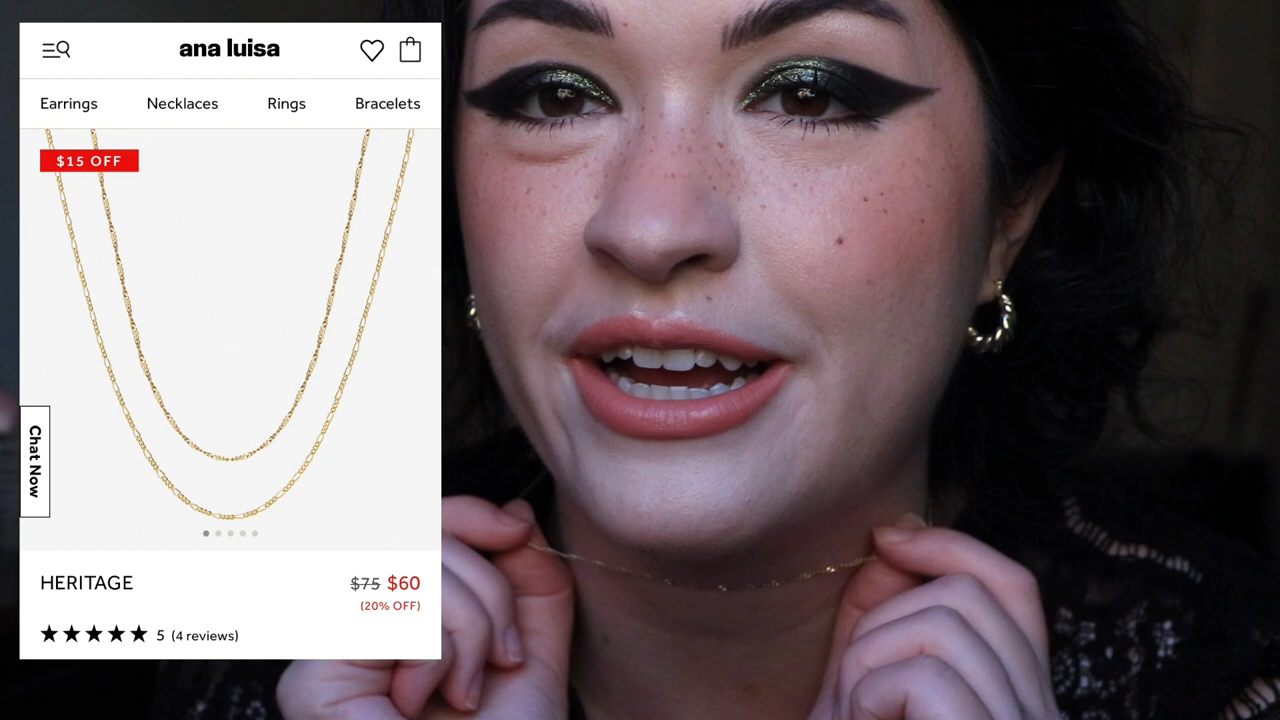 ana luisa
Earrings Necklaces Rings Bracelets
$15 OFF
Chat Now
HERITAGE $75 $60
(20% OFF)
5 (4 reviews)